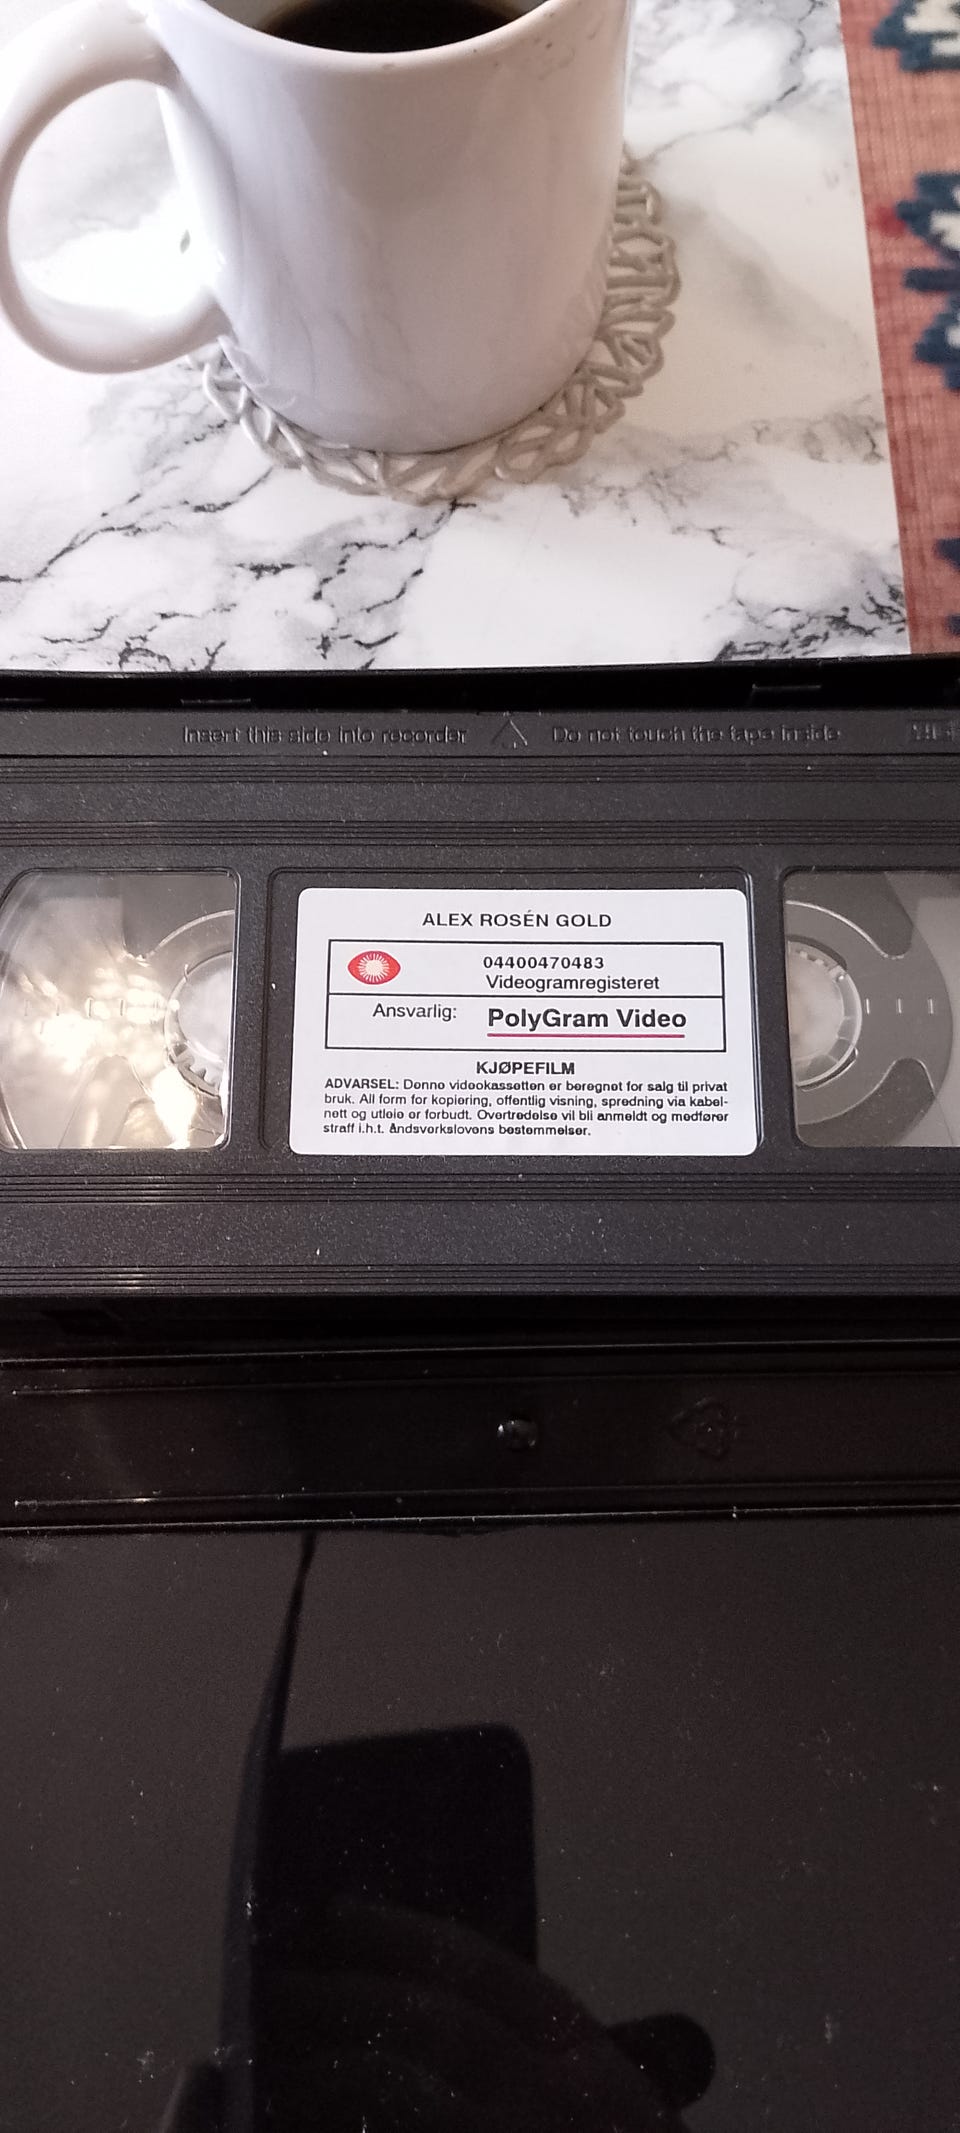 Insert this side into recorder
Do not touch the tape inside
ALEX ROSÉN GOLD
04400470483
Videogramregisteret
Ansvarlig:
PolyGram Video
KJØPEFILM
ADVARSEL: Denne videokassetten er beregnet for salg til privat
bruk. All form for kopiering, offentlig visning, spredning via kabel-
nett og utleie er forbudt. Overtredelse vil bli anmeldt og medfører
straff i.h.t. Åndsverkslovens bestemmelser.